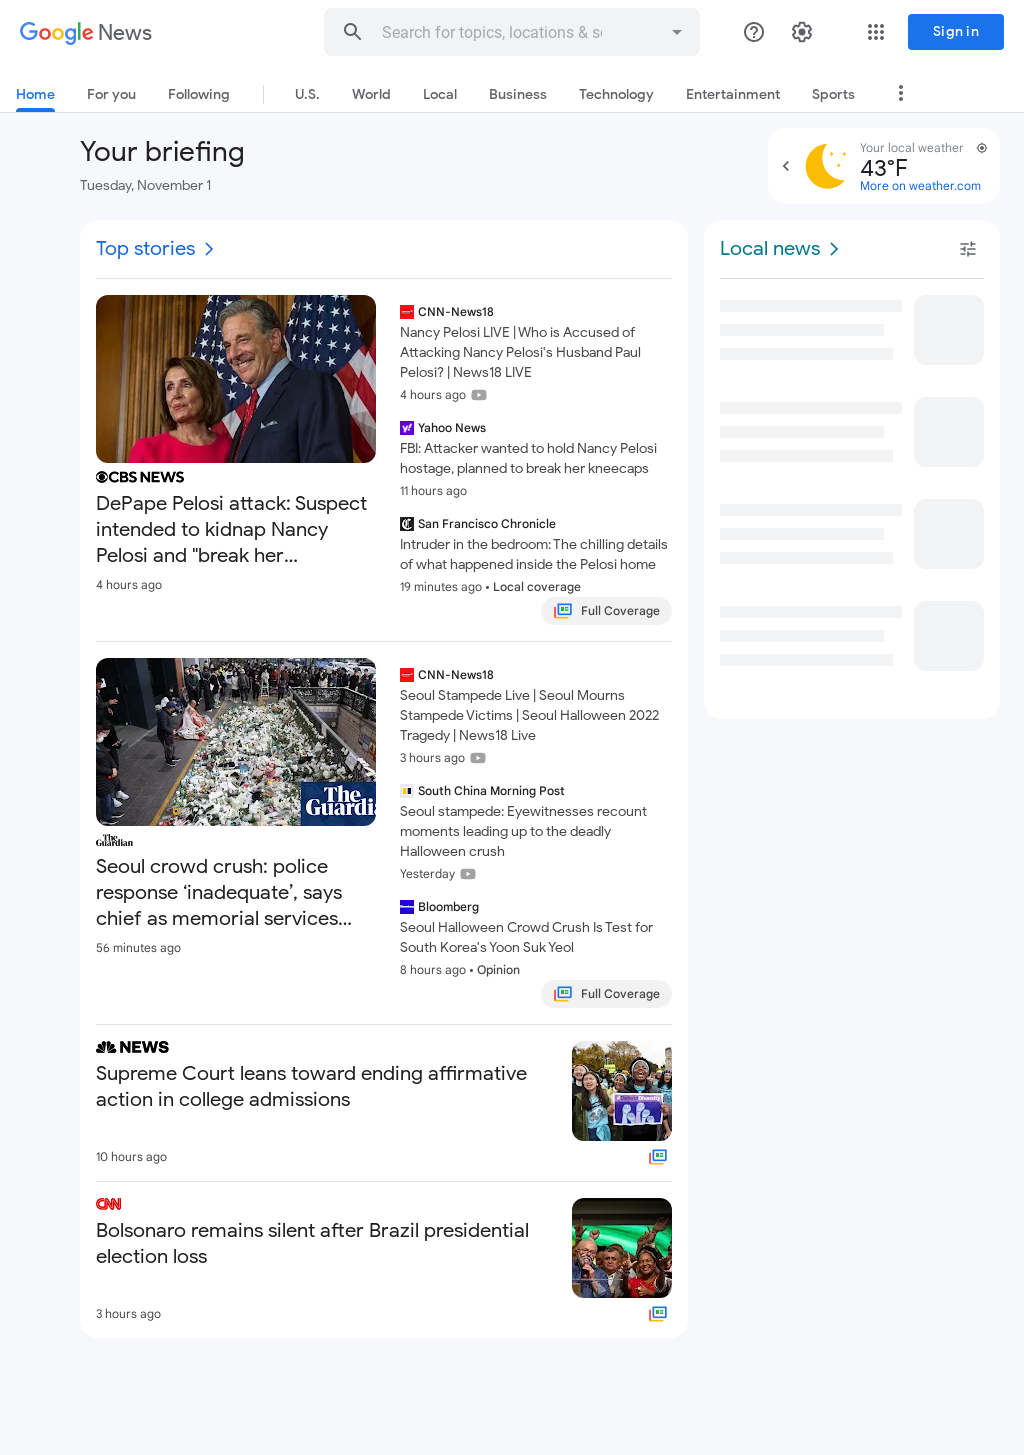 Google News
Search for topics, locations & so
Sign in
Home
For you
Following
U.S.
World
Local
Business
Technology
Entertainment
Sports
Your briefing
Tuesday, November 1
Your local weather
43°F
More on weather.com
Top stories
CBS NEWS
DePape Pelosi attack: Suspect
intended to kidnap Nancy
Pelosi and "break her...
4 hours ago
CNN-News18
Nancy Pelosi LIVE | Who is Accused of
Attacking Nancy Pelosi's Husband Paul
Pelosi? | News18 LIVE
4 hours ago
Yahoo News
FBI: Attacker wanted to hold Nancy Pelosi
hostage, planned to break her kneecaps
11 hours ago
San Francisco Chronicle
Intruder in the bedroom: The chilling details
of what happened inside the Pelosi home
19 minutes ago • Local coverage
Full Coverage
The
Guardia
The
Guardian
Seoul crowd crush: police
response ‘inadequate’, says
chief as memorial services...
56 minutes ago
CNN-News18
Seoul Stampede Live | Seoul Mourns
Stampede Victims | Seoul Halloween 2022
Tragedy | News18 Live
3 hours ago
South China Morning Post
Seoul stampede: Eyewitnesses recount
moments leading up to the deadly
Halloween crush
Yesterday
Bloomberg
Seoul Halloween Crowd Crush Is Test for
South Korea's Yoon Suk Yeol
8 hours ago • Opinion
Full Coverage
NEWS
Supreme Court leans toward ending affirmative
action in college admissions
10 hours ago
Diversity
CNN
Bolsonaro remains silent after Brazil presidential
election loss
3 hours ago
Local news